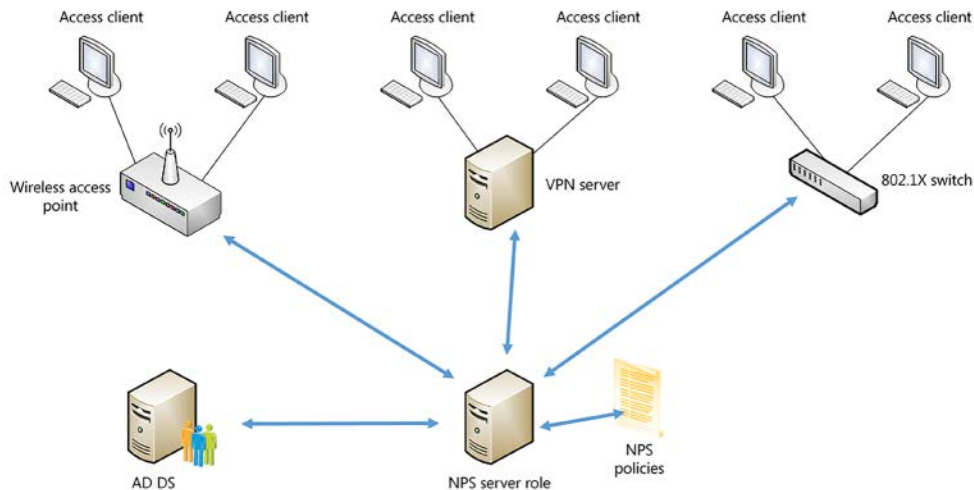 Access client
Access client
Access client
Access client
Access client
Access client
Wireless access
point
VPN server
802.1X switch
AD DS
NPS server role
NPS
policies